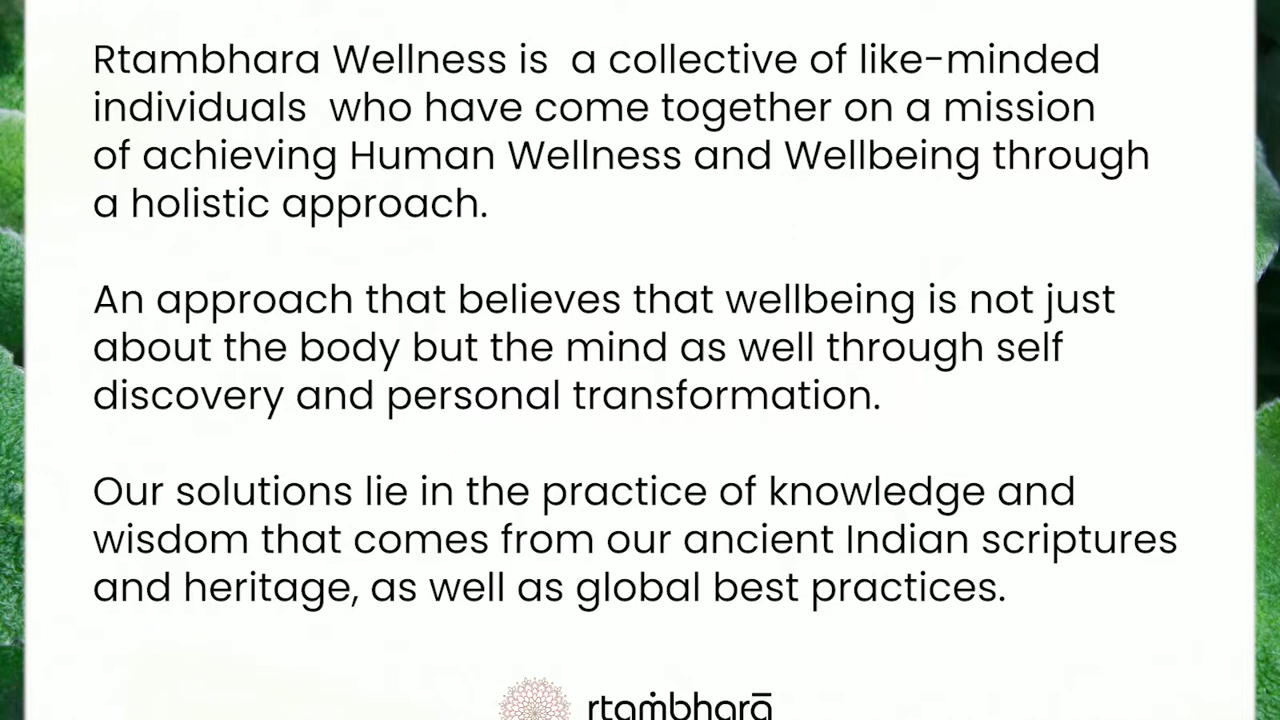 Rtambhara Wellness is a collective of like-minded
individuals who have come together on a mission
of achieving Human Wellness and Wellbeing through
a holistic approach.
An approach that believes that wellbeing is not just
about the body but the mind as well through self
discovery and personal transformation.
Our solutions lie in the practice of knowledge and
wisdom that comes from our ancient Indian scriptures
and heritage, as well as global best practices.
rtaṁbharā